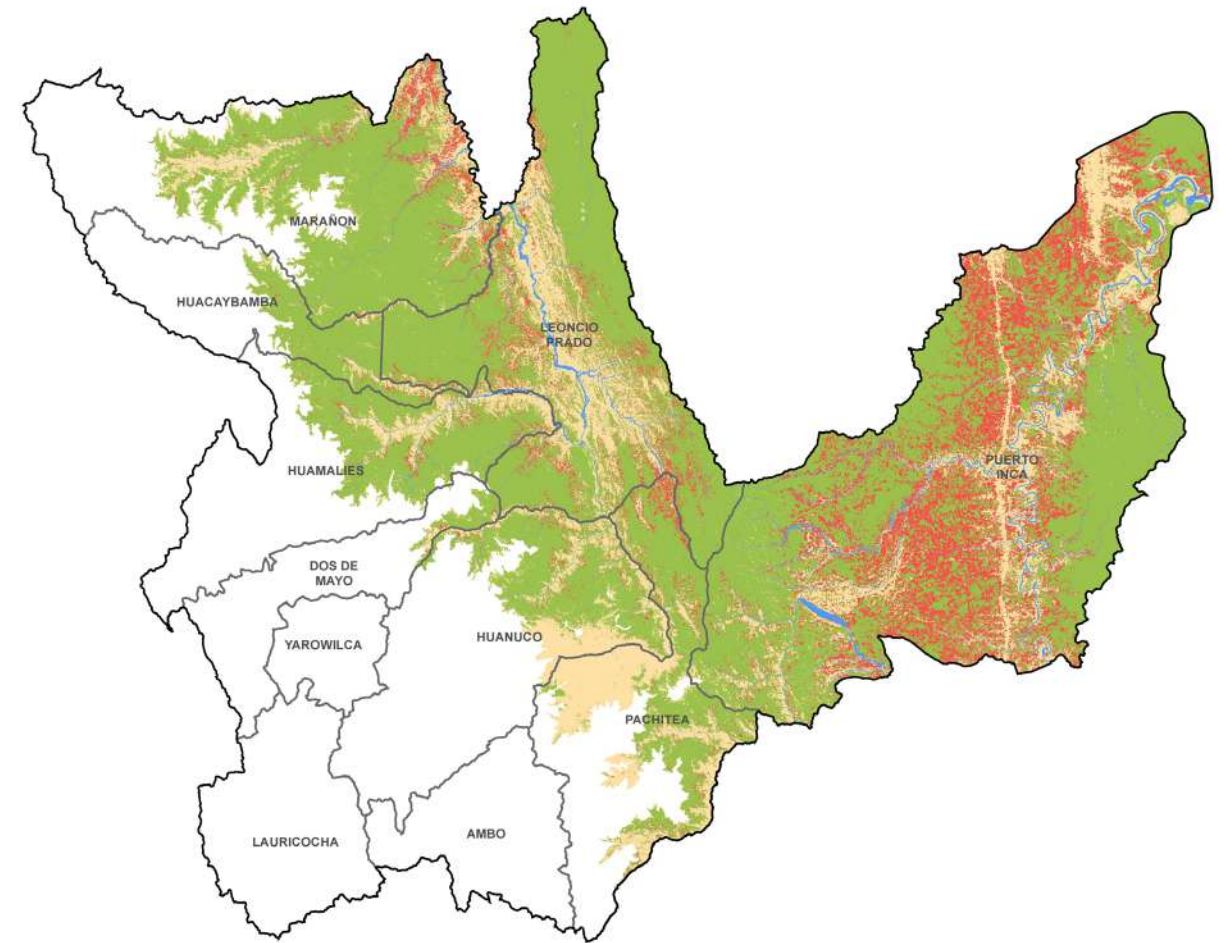 MARAÑON
HUACAYBAMBA
LEONCIO
PRADO
HUAMALIES
PUERTO
INCA
DOS DE
MAYO
YAROWILCA
HUANUCO
PACHITEA
LAURICOCHA
AMBO